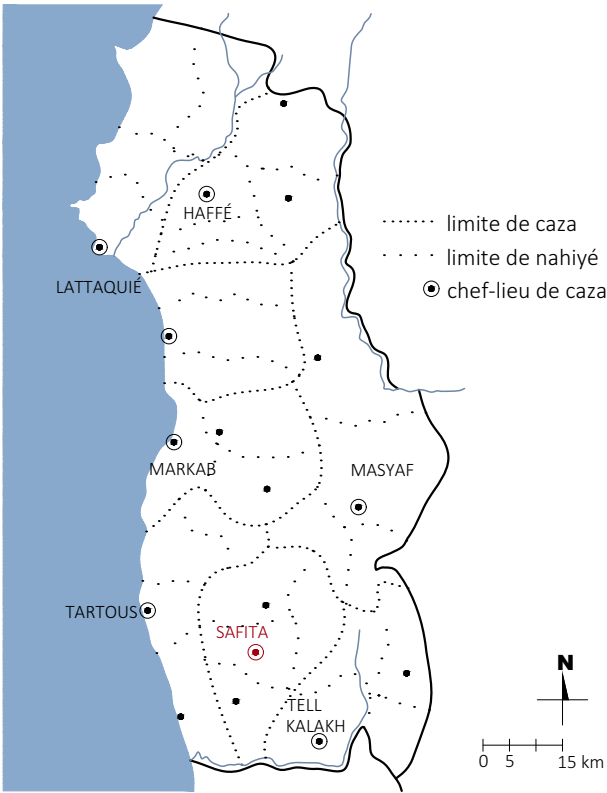 HAFFÉ
limite de caza
limite de nahiyé
LATTAQUIÉ
chef-lieu de caza
MARKAB
MASYAF
TARTOUS
SAFITA
N
TELL
KALAKH
0 5 15 km